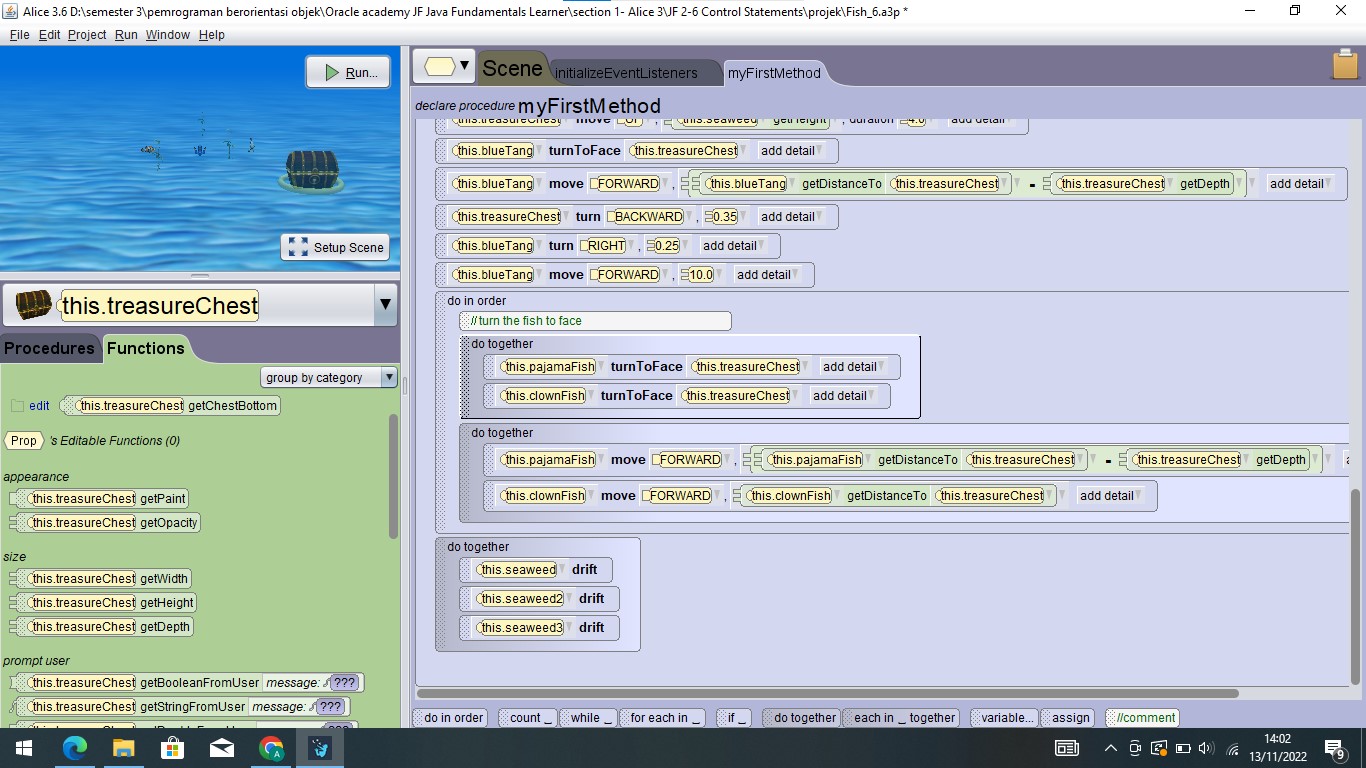 Alice 3.6 D:\semester 3\pemrograman berorientasi objek\Oracle academy JF Java Fundamentals Learner\section 1- Alice 3\JF 2-6 Control Statements\projek\Fish_6.a3p *
File Edit Project Run Window Help
Run...
Setup Scene
this.treasureChest
Procedures Functions
group by category
edit this.treasureChest getChestBottom
Prop 's Editable Functions (0)
appearance
this.treasureChest getPaint
this.treasureChest getOpacity
size
this.treasureChest getWidth
this.treasureChest getHeight
this.treasureChest getDepth
prompt user
this.treasureChest getBooleanFromUser message: ???
this.treasureChest getStringFromUser message: ???
Scene initializeEventListeners myFirstMethod
declare procedure myFirstMethod
this.treasureChest move UP , this.seaweed getHeight , duration 4.0 add detail
this.blueTang turnToFace this.treasureChest add detail
this.blueTang move FORWARD , this.blueTang getDistanceTo this.treasureChest - this.treasureChest getDepth add detail
this.treasureChest turn BACKWARD , 0.35 add detail
this.blueTang turn RIGHT , 0.25 add detail
this.blueTang move FORWARD , 10.0 add detail
do in order
//turn the fish to face
do together
this.pajamaFish turnToFace this.treasureChest add detail
this.clownFish turnToFace this.treasureChest add detail
do together
this.pajamaFish move FORWARD , this.pajamaFish getDistanceTo this.treasureChest - this.treasureChest getDepth
this.clownFish move FORWARD , this.clownFish getDistanceTo this.treasureChest add detail
do together
this.seaweed drift
this.seaweed2 drift
this.seaweed3 drift
do in order count _ while _ for each in _ if _ do together each in _ together variable... assign //comment
14:02
13/11/2022
9